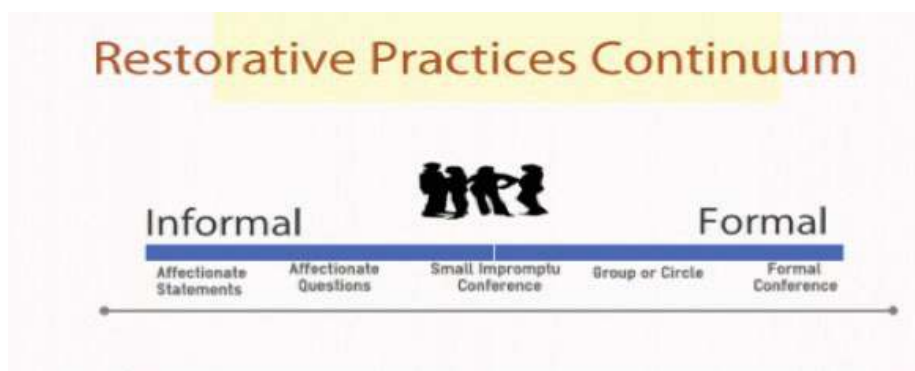 Restorative Practices Continuum
Informal
Formal
Affectionate
Statements
Affectionate
Questions
Small Impromptu
Conference
Group or Circle
Formal
Conference